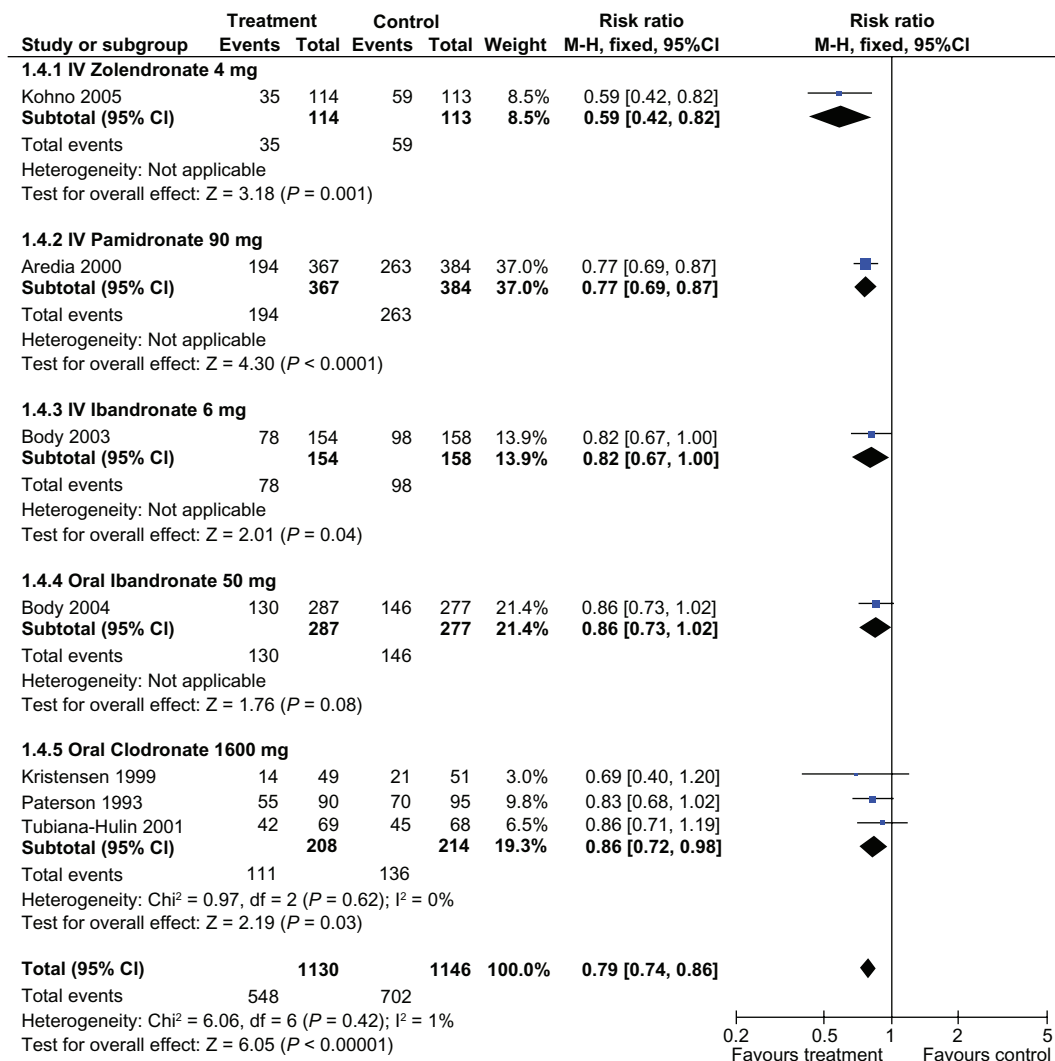 Treatment Control Risk ratio Risk ratio
Study or subgroup Events Total Events Total Weight M-H, fixed, 95%CI M-H, fixed, 95%CI
1.4.1 IV Zolendronate 4 mg
Kohno 2005 35 114 59 113 8.5% 0.59 [0.42, 0.82]
Subtotal (95% CI) 114 113 8.5% 0.59 [0.42, 0.82]
Total events 35 59
Heterogeneity: Not applicable
Test for overall effect: Z = 3.18 (P = 0.001)
1.4.2 IV Pamidronate 90 mg
Aredia 2000 194 367 263 384 37.0% 0.77 [0.69, 0.87]
Subtotal (95% CI) 367 384 37.0% 0.77 [0.69, 0.87]
Total events 194 263
Heterogeneity: Not applicable
Test for overall effect: Z = 4.30 (P < 0.0001)
1.4.3 IV Ibandronate 6 mg
Body 2003 78 154 98 158 13.9% 0.82 [0.67, 1.00]
Subtotal (95% CI) 154 158 13.9% 0.82 [0.67, 1.00]
Total events 78 98
Heterogeneity: Not applicable
Test for overall effect: Z = 2.01 (P = 0.04)
1.4.4 Oral Ibandronate 50 mg
Body 2004 130 287 146 277 21.4% 0.86 [0.73, 1.02]
Subtotal (95% CI) 287 277 21.4% 0.86 [0.73, 1.02]
Total events 130 146
Heterogeneity: Not applicable
Test for overall effect: Z = 1.76 (P = 0.08)
1.4.5 Oral Clodronate 1600 mg
Kristensen 1999 14 49 21 51 3.0% 0.69 [0.40, 1.20]
Paterson 1993 55 90 70 95 9.8% 0.83 [0.68, 1.02]
Tubiana-Hulin 2001 42 69 45 68 6.5% 0.86 [0.71, 1.19]
Subtotal (95% CI) 208 214 19.3% 0.86 [0.72, 0.98]
Total events 111 136
Heterogeneity: Chi² = 0.97, df = 2 (P = 0.62); I² = 0%
Test for overall effect: Z = 2.19 (P = 0.03)
Total (95% CI) 1130 1146 100.0% 0.79 [0.74, 0.86]
Total events 548 702
Heterogeneity: Chi² = 6.06, df = 6 (P = 0.42); I² = 1%
Test for overall effect: Z = 6.05 (P < 0.00001)
0.2 0.5 1 2 5
Favours treatment Favours control